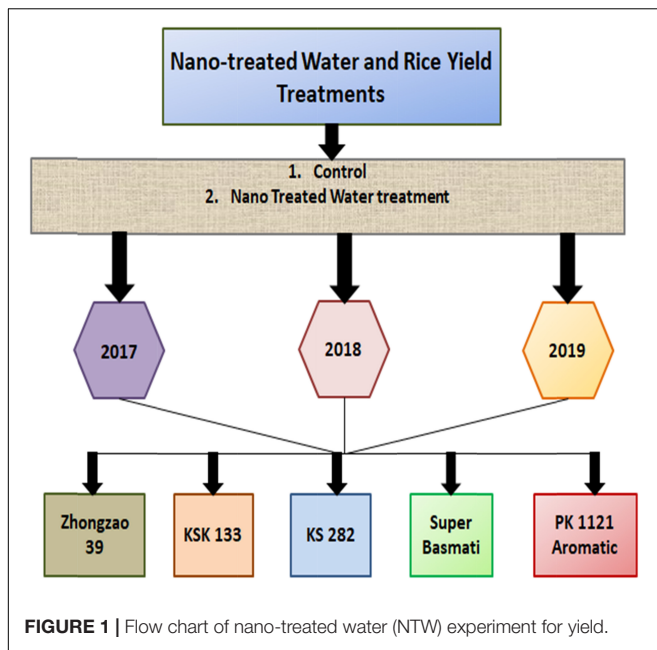 Nano-treated Water and Rice Yield
Treatments
1. Control
2. Nano Treated Water treatment
2017
2018
2019
Zhongzao
39
KSK 133
KS 282
Super
Basmati
PK 1121
Aromatic
FIGURE 1 | Flow chart of nano-treated water (NTW) experiment for yield.